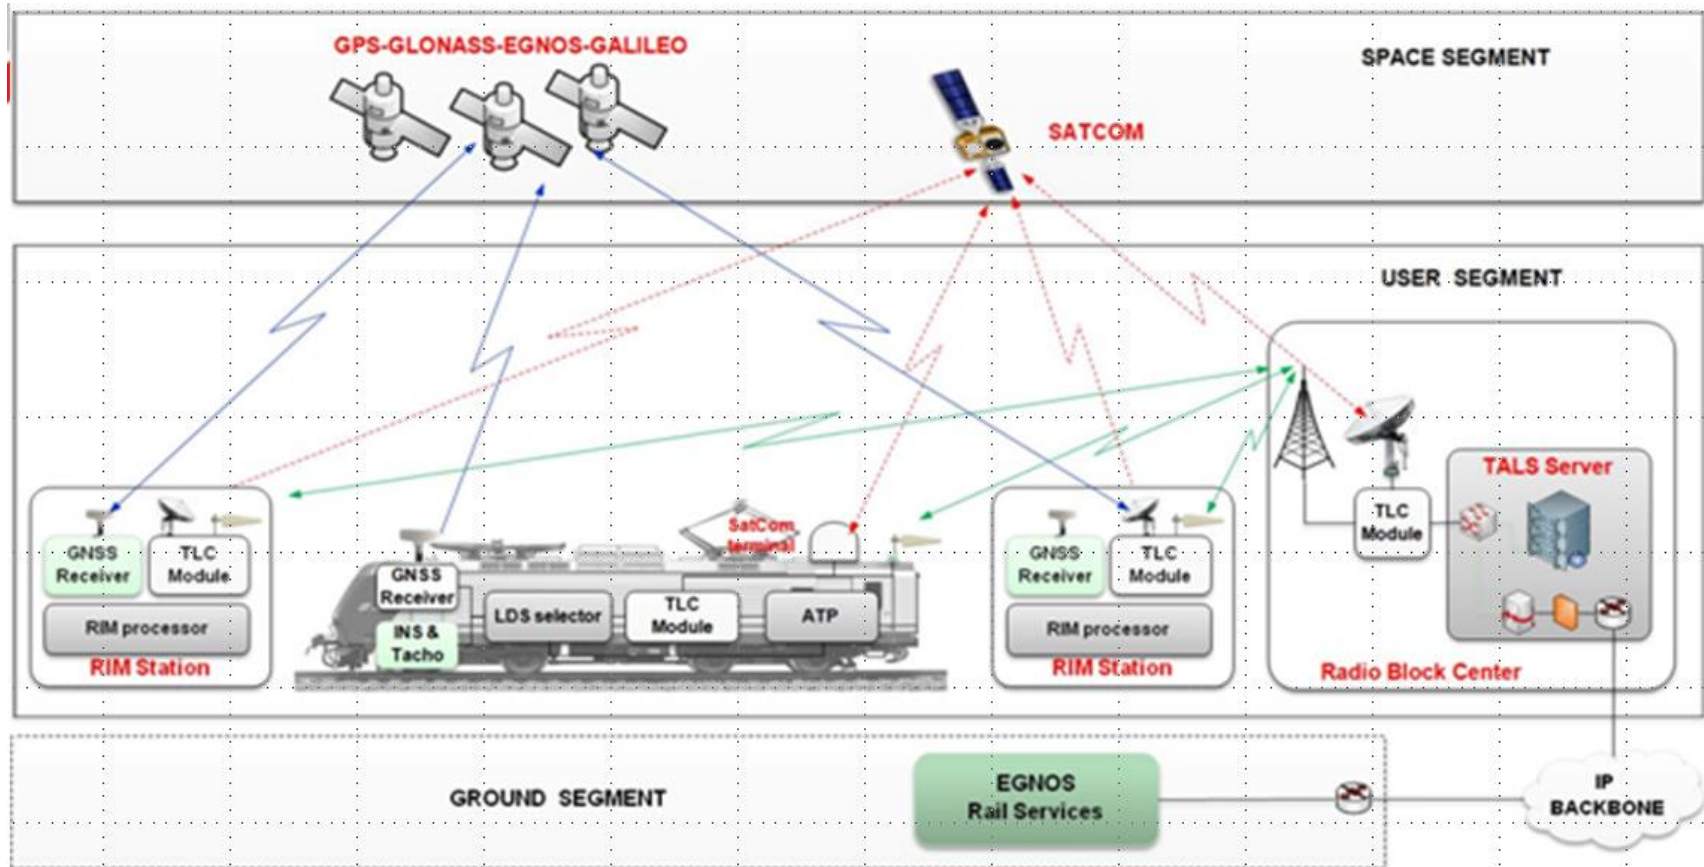 GPS-GLONASS-EGNOS-GALILEO
SPACE SEGMENT
SATCOM
USER SEGMENT
GNSS
Receiver
TLC
Module
RIM processor
RIM Station
GNSS
Receiver
INS &
Tacho
LDS selector
TLC
Module
SatCom
terminal
ATP
GNSS
Receiver
TLC
Module
RIM processor
RIM Station
TLC
Module
TALS Server
Radio Block Center
GROUND SEGMENT
EGNOS
Rail Services
IP
BACKBONE